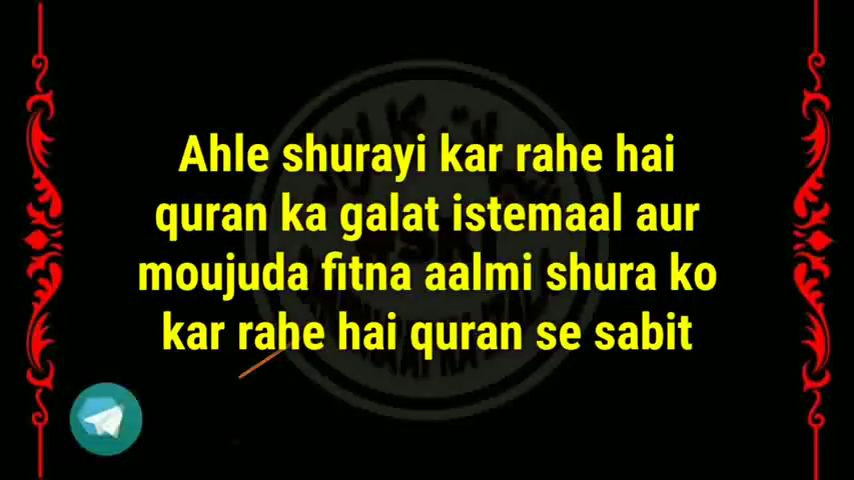 Ahle shurayi kar rahe hai
quran ka galat istemaal aur
moujuda fitna aalmi shura ko
kar rahe hai quran se sabit